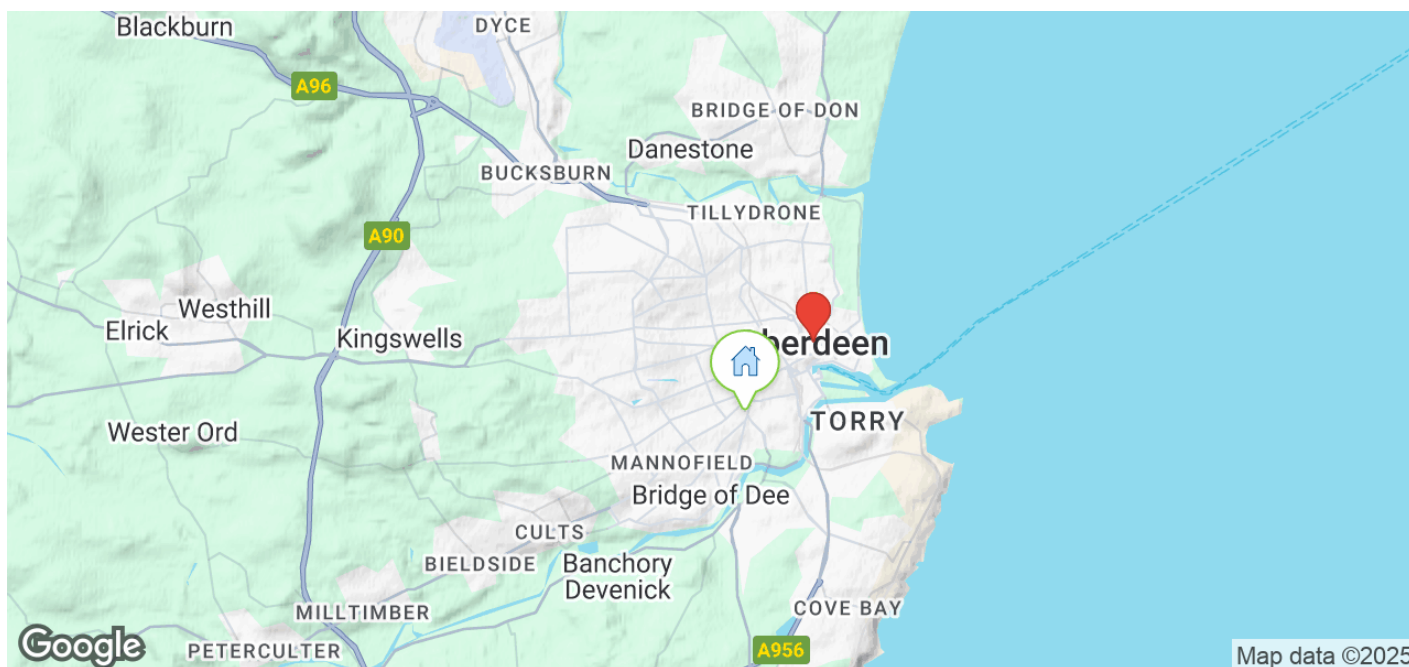 Blackburn
DYCE
A96
BRIDGE OF DON
Danestone
BUCKSBURN
TILLYDRONE
A90
Westhill
Elrick
Kingswells
berdeen
TORRY
Wester Ord
MANNOFIELD
Bridge of Dee
CULTS
BIELDSIDE
Banchory
Devenick
MILLTIMBER
COVE BAY
PETERCULTER
A956
Google
Map data ©2025